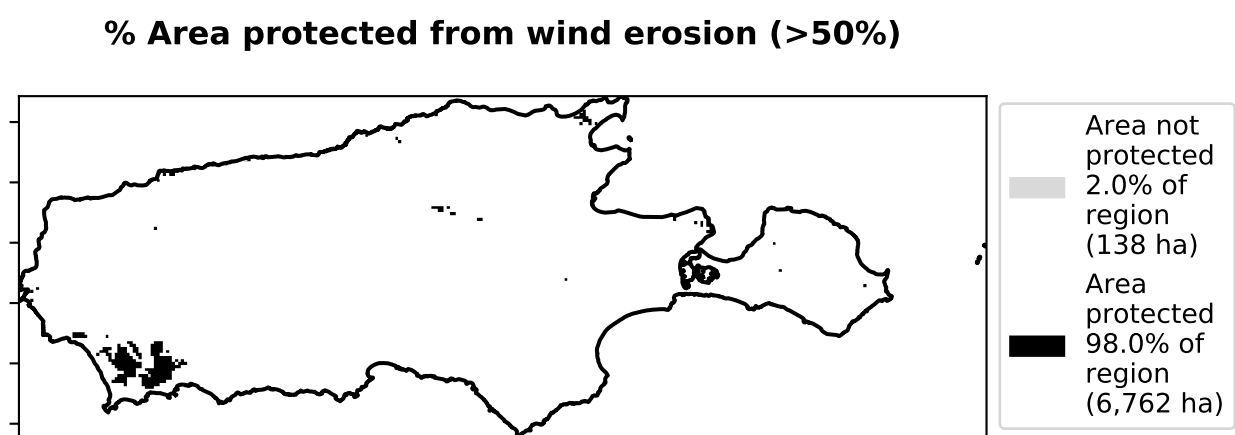 % Area protected from wind erosion (>50%)
Area not
protected
2.0% of
region
(138 ha)
Area
protected
98.0% of
region
(6,762 ha)